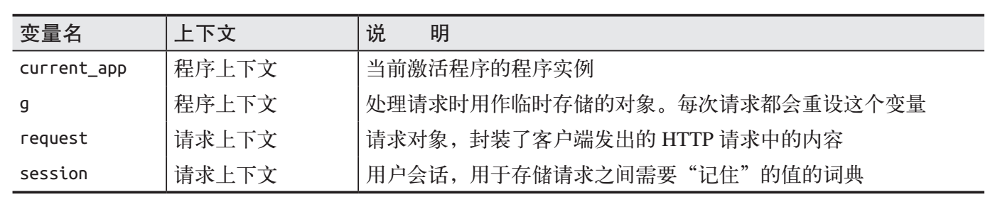 变量名 上下文 说 明
current_app 程序上下文 当前激活程序的程序实例
g 程序上下文 处理请求时用作临时存储的对象。每次请求都会重设这个变量
request 请求上下文 请求对象，封装了客户端发出的 HTTP 请求中的内容
session 请求上下文 用户会话，用于存储请求之间需要“记住”的值的词典